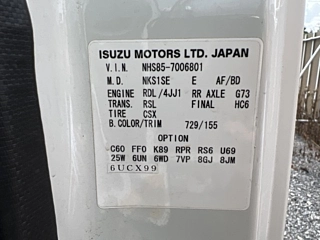 ISUZU MOTORS LTD. JAPAN
V.I.N. NHS85-7006801
M.D. NKS1SE E AF/BD
ENGINE RDL/4JJ1 RR AXLE G73
TRANS. RSL FINAL HC6
TIRE CSX
B.COLOR/TRIM 729/155
OPTION
C60 FF0 K89 RPR RS6 U69
25W 6UN 6WD 7VP 8GJ 8JM
6UCX99